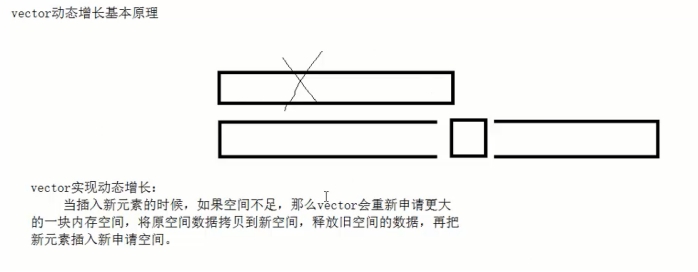 vector动态增长基本原理
vector实现动态增长：
当插入新元素的时候，如果空间不足，那么vector会重新申请更大
的一块内存空间，将原空间数据拷贝到新空间，释放旧空间的数据，再把
新元素插入新申请空间。